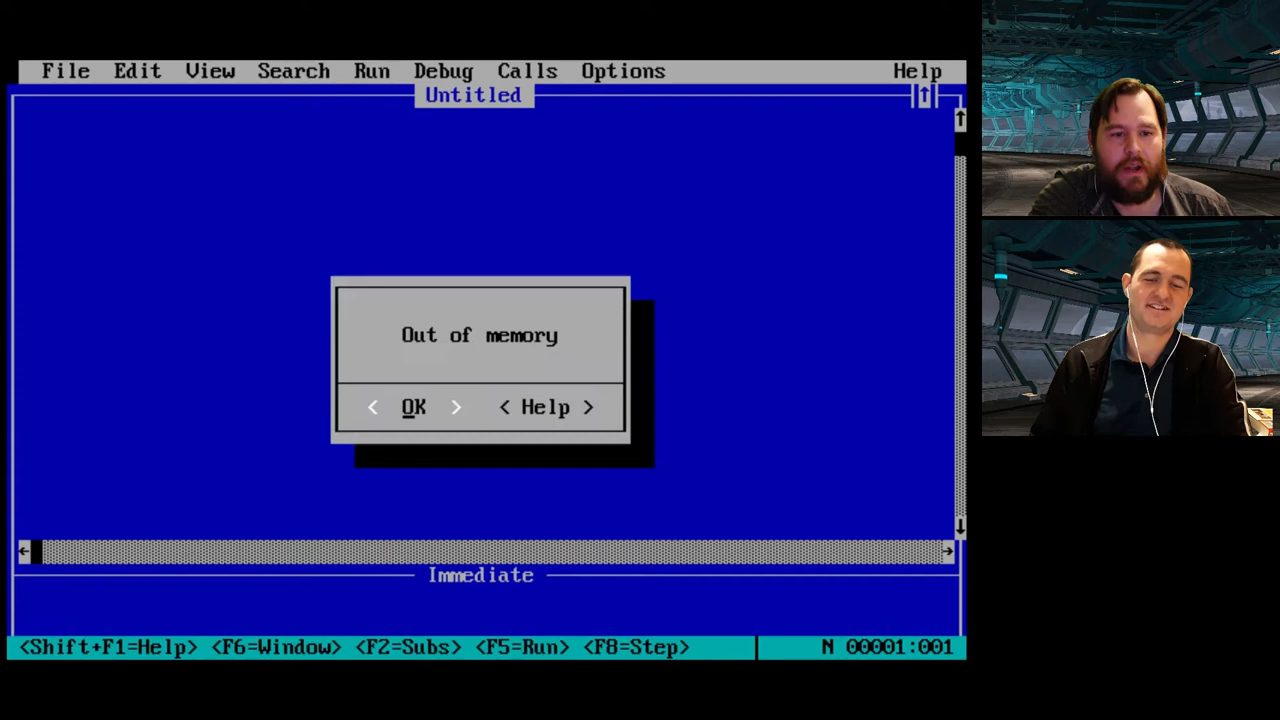 File Edit View Search Run Debug Calls Options Help
Untitled
Out of memory
< OK > < Help >
Immediate
<Shift+F1=Help> <F6=Window> <F2=Subs> <F5=Run> <F8=Step> N 00001:001